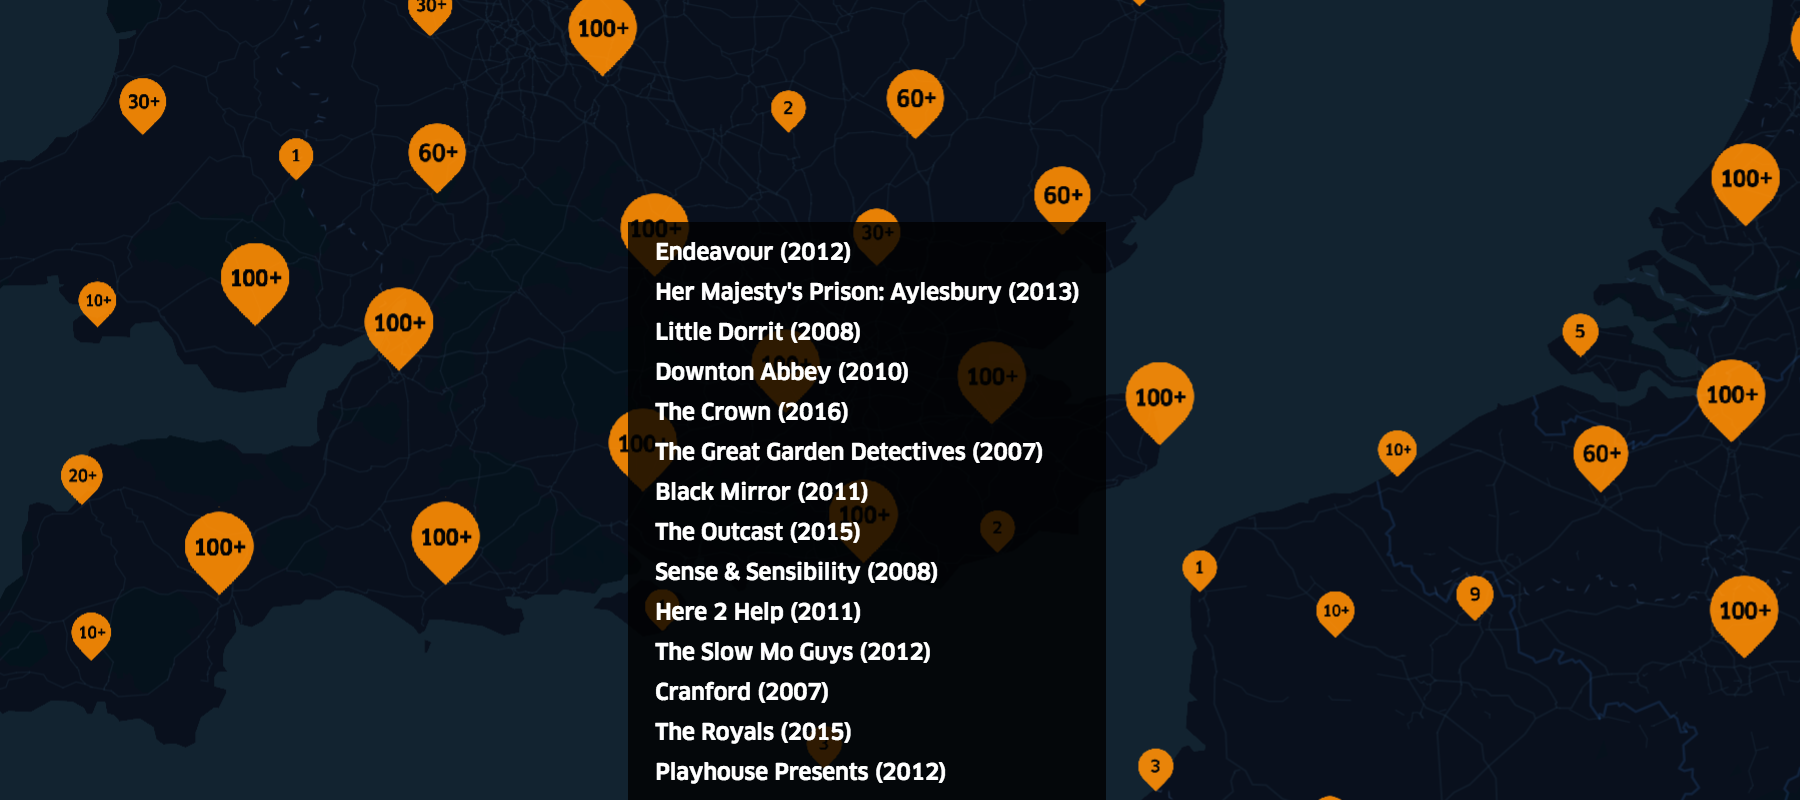 30+
100+
30+
2
60+
1
60+
60+
100+
30+
Endeavour (2012)
100+
Her Majesty's Prison: Aylesbury (2013)
10+
100+
Little Dorrit (2008)
5
100+
Downton Abbey (2010)
100+
100+
100+
100+
The Crown (2016)
100+
The Great Garden Detectives (2007)
10+
60+
20+
Black Mirror (2011)
100+
2
The Outcast (2015)
100+
100+
Sense & Sensibility (2008)
1
9
Here 2 Help (2011)
10+
100+
10+
The Slow Mo Guys (2012)
Cranford (2007)
The Royals (2015)
3
3
Playhouse Presents (2012)